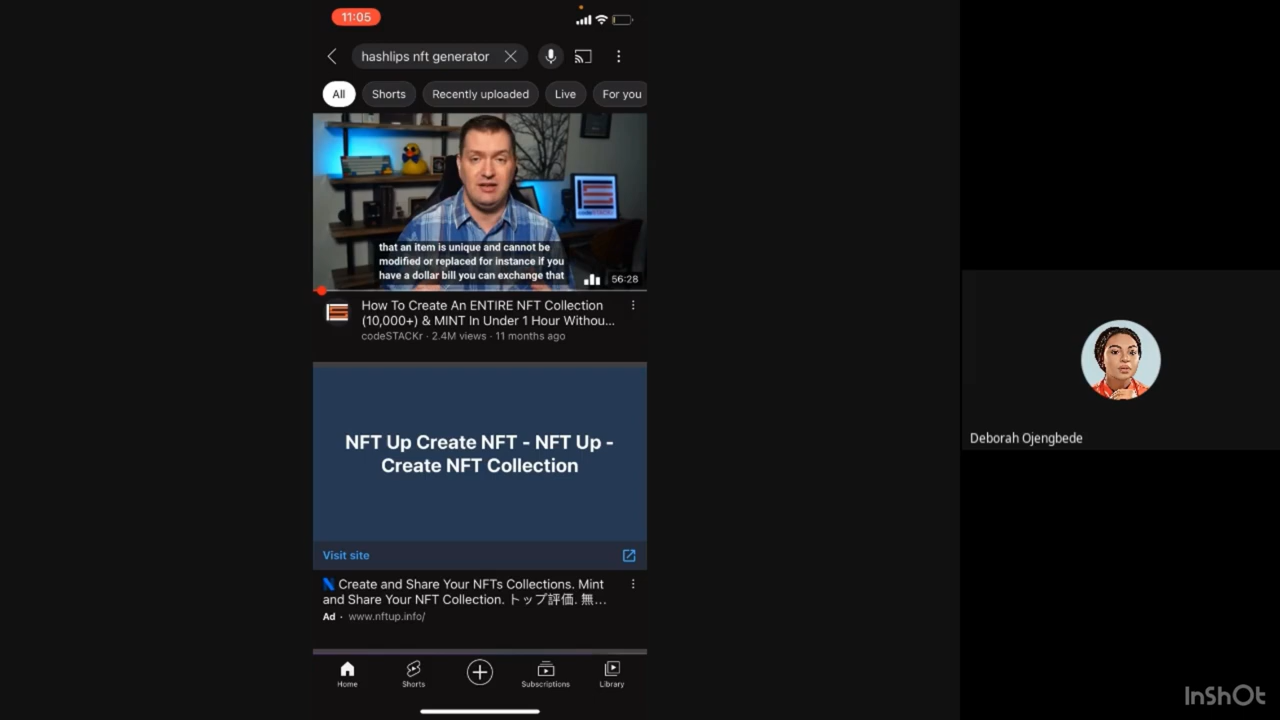 11:05
hashlips nft generator
All
Shorts
Recently uploaded
Live
For you
that an item is unique and cannot be
modified or replaced for instance if you
have a dollar bill you can exchange that
56:28
How To Create An ENTIRE NFT Collection
(10,000+) & MINT In Under 1 Hour Withou...
codeSTACKr · 2.4M views · 11 months ago
NFT Up Create NFT - NFT Up -
Create NFT Collection
Visit site
Create and Share Your NFTs Collections. Mint
and Share Your NFT Collection. トップ評価. 無...
Ad · www.nftup.info/
Home
Shorts
Subscriptions
Library
Deborah Ojengbede
InShOt